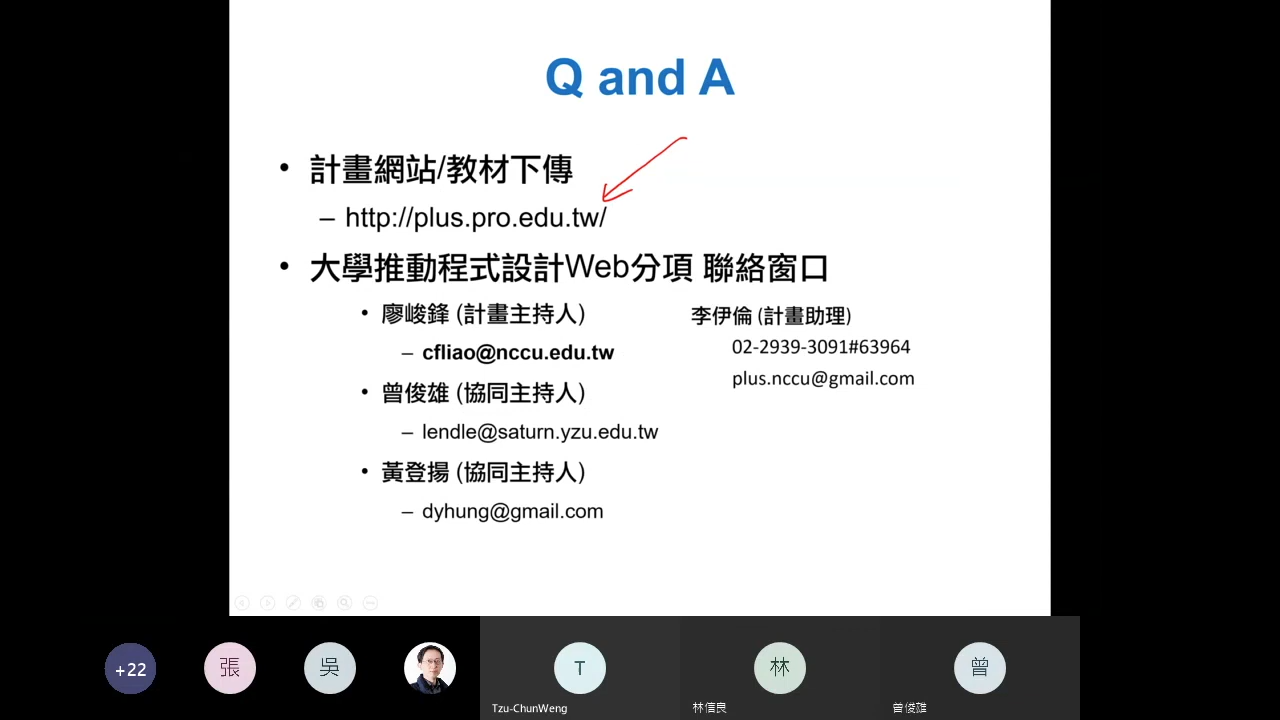 Q and A
• 計畫網站/教材下傳
– http://plus.pro.edu.tw/
• 大學推動程式設計Web分項 聯絡窗口
• 廖峻鋒 (計畫主持人)
– cfliao@nccu.edu.tw
• 曾俊雄 (協同主持人)
– lendle@saturn.yzu.edu.tw
• 黃登揚 (協同主持人)
– dyhung@gmail.com
李伊倫 (計畫助理)
02-2939-3091#63964
plus.nccu@gmail.com
+22
張
吳
T
林
曾
Tzu-ChunWeng
林信良
曾俊雄